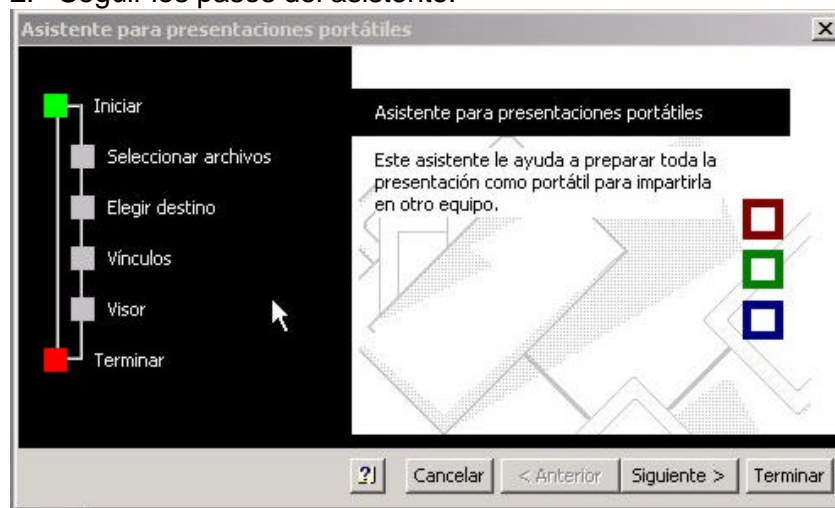 2. Seguir los pasos del asistente.
Asistente para presentaciones portátiles
Iniciar
Seleccionar archivos
Elegir destino
Vínculos
Visor
Terminar
Asistente para presentaciones portátiles
Este asistente le ayuda a preparar toda la
presentación como portátil para impartirla
en otro equipo.
Cancelar
< Anterior
Siguiente >
Terminar